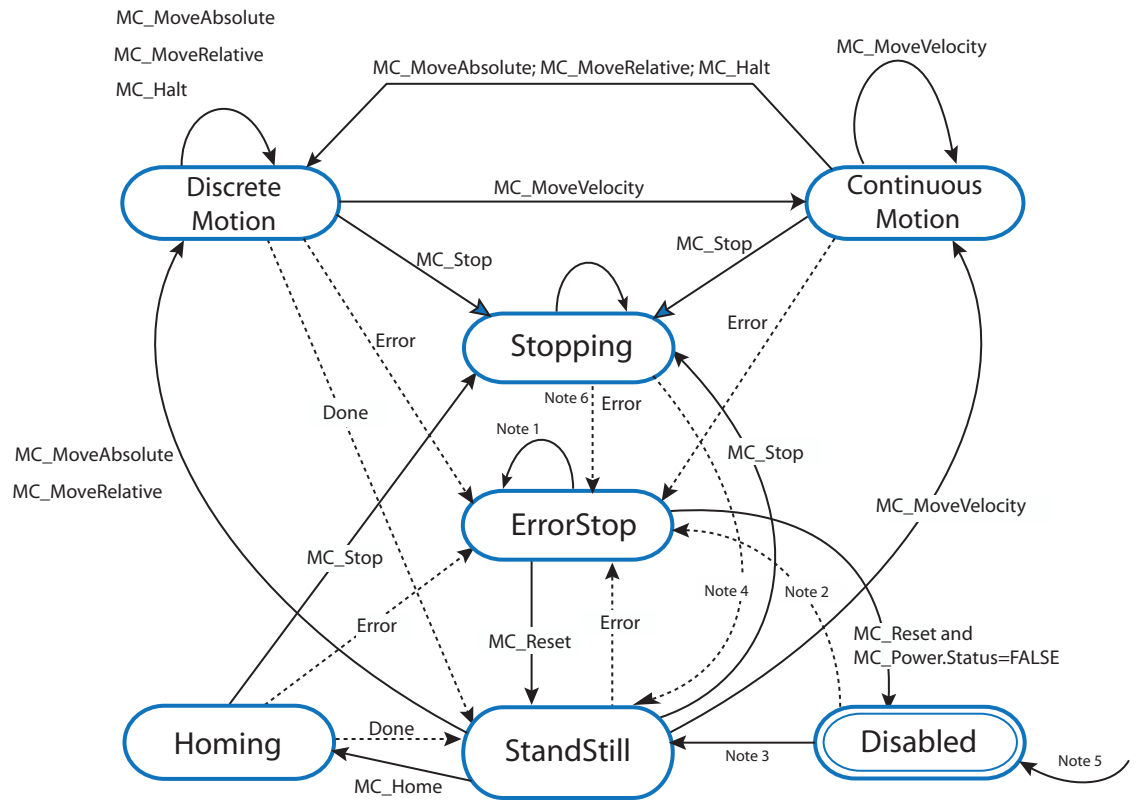 MC_MoveAbsolute
MC_MoveRelative
MC_Halt
MC_MoveVelocity
MC_MoveAbsolute; MC_MoveRelative; MC_Halt
Discrete
Motion
MC_MoveVelocity
Continuous
Motion
MC_Stop
MC_Stop
Error
Stopping
Error
Note 6
Error
Done
Note 1
MC_Stop
MC_MoveAbsolute
MC_MoveRelative
ErrorStop
MC_MoveVelocity
MC_Stop
Note 4
Note 2
Error
Error
MC_Reset
MC_Reset and
MC_Power.Status=FALSE
Homing
Done
StandStill
Note 3
Disabled
Note 5
MC_Home